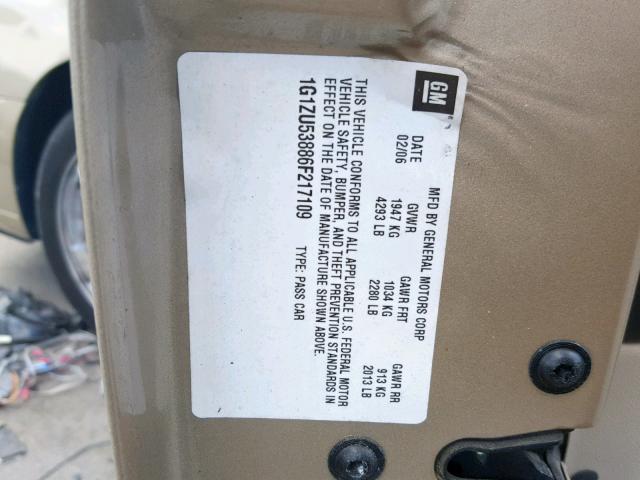 GM
MFD BY GENERAL MOTORS CORP
DATE GVWR GAWR FRT GAWR RR
02/06 1947 KG 1034 KG 913 KG
4293 LB 2280 LB 2013 LB
THIS VEHICLE CONFORMS TO ALL APPLICABLE U.S. FEDERAL MOTOR
VEHICLE SAFETY, BUMPER, AND THEFT PREVENTION STANDARDS IN
EFFECT ON THE DATE OF MANUFACTURE SHOWN ABOVE.
1G1ZU53886F217109 TYPE: PASS CAR